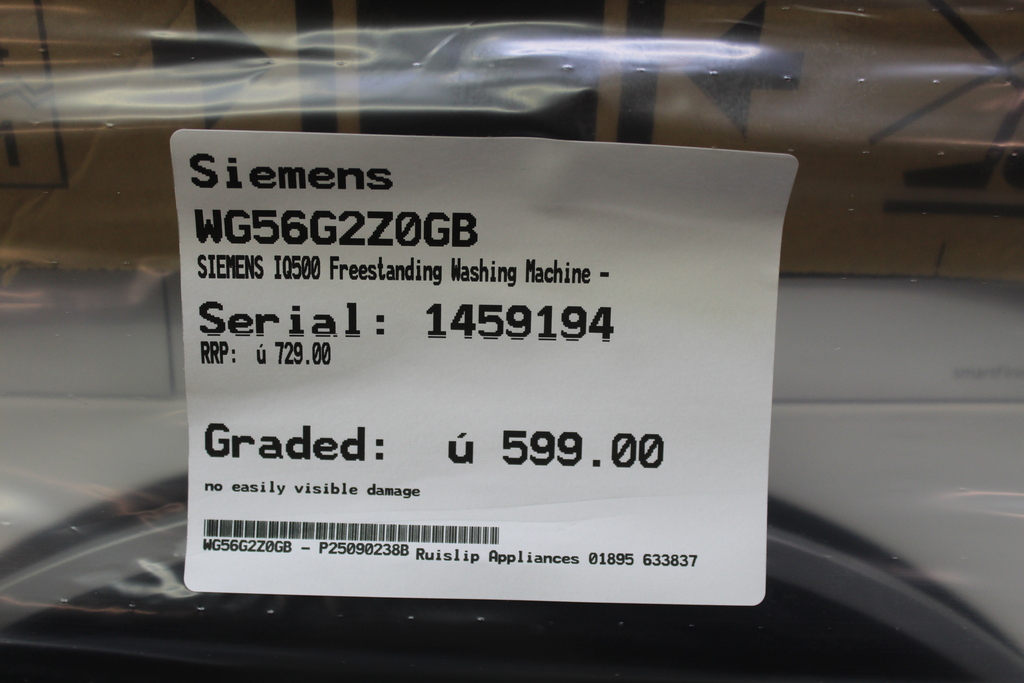 Siemens
WG56G2Z0GB
SIEMENS IQ500 Freestanding Washing Machine -
Serial: 1459194
RRP: ú 729.00
Graded: ú 599.00
no easily visible damage
WG56G2Z0GB - P25090238B Ruislip Appliances 01895 633837